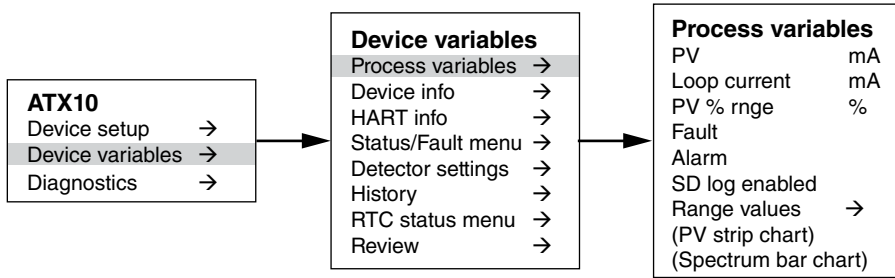 ATX10
Device setup →
Device variables →
Diagnostics →
Device variables
Process variables →
Device info →
HART info →
Status/Fault menu →
Detector settings →
History →
RTC status menu →
Review →
Process variables
PV mA
Loop current mA
PV % rnge %
Fault
Alarm
SD log enabled
Range values →
(PV strip chart)
(Spectrum bar chart)